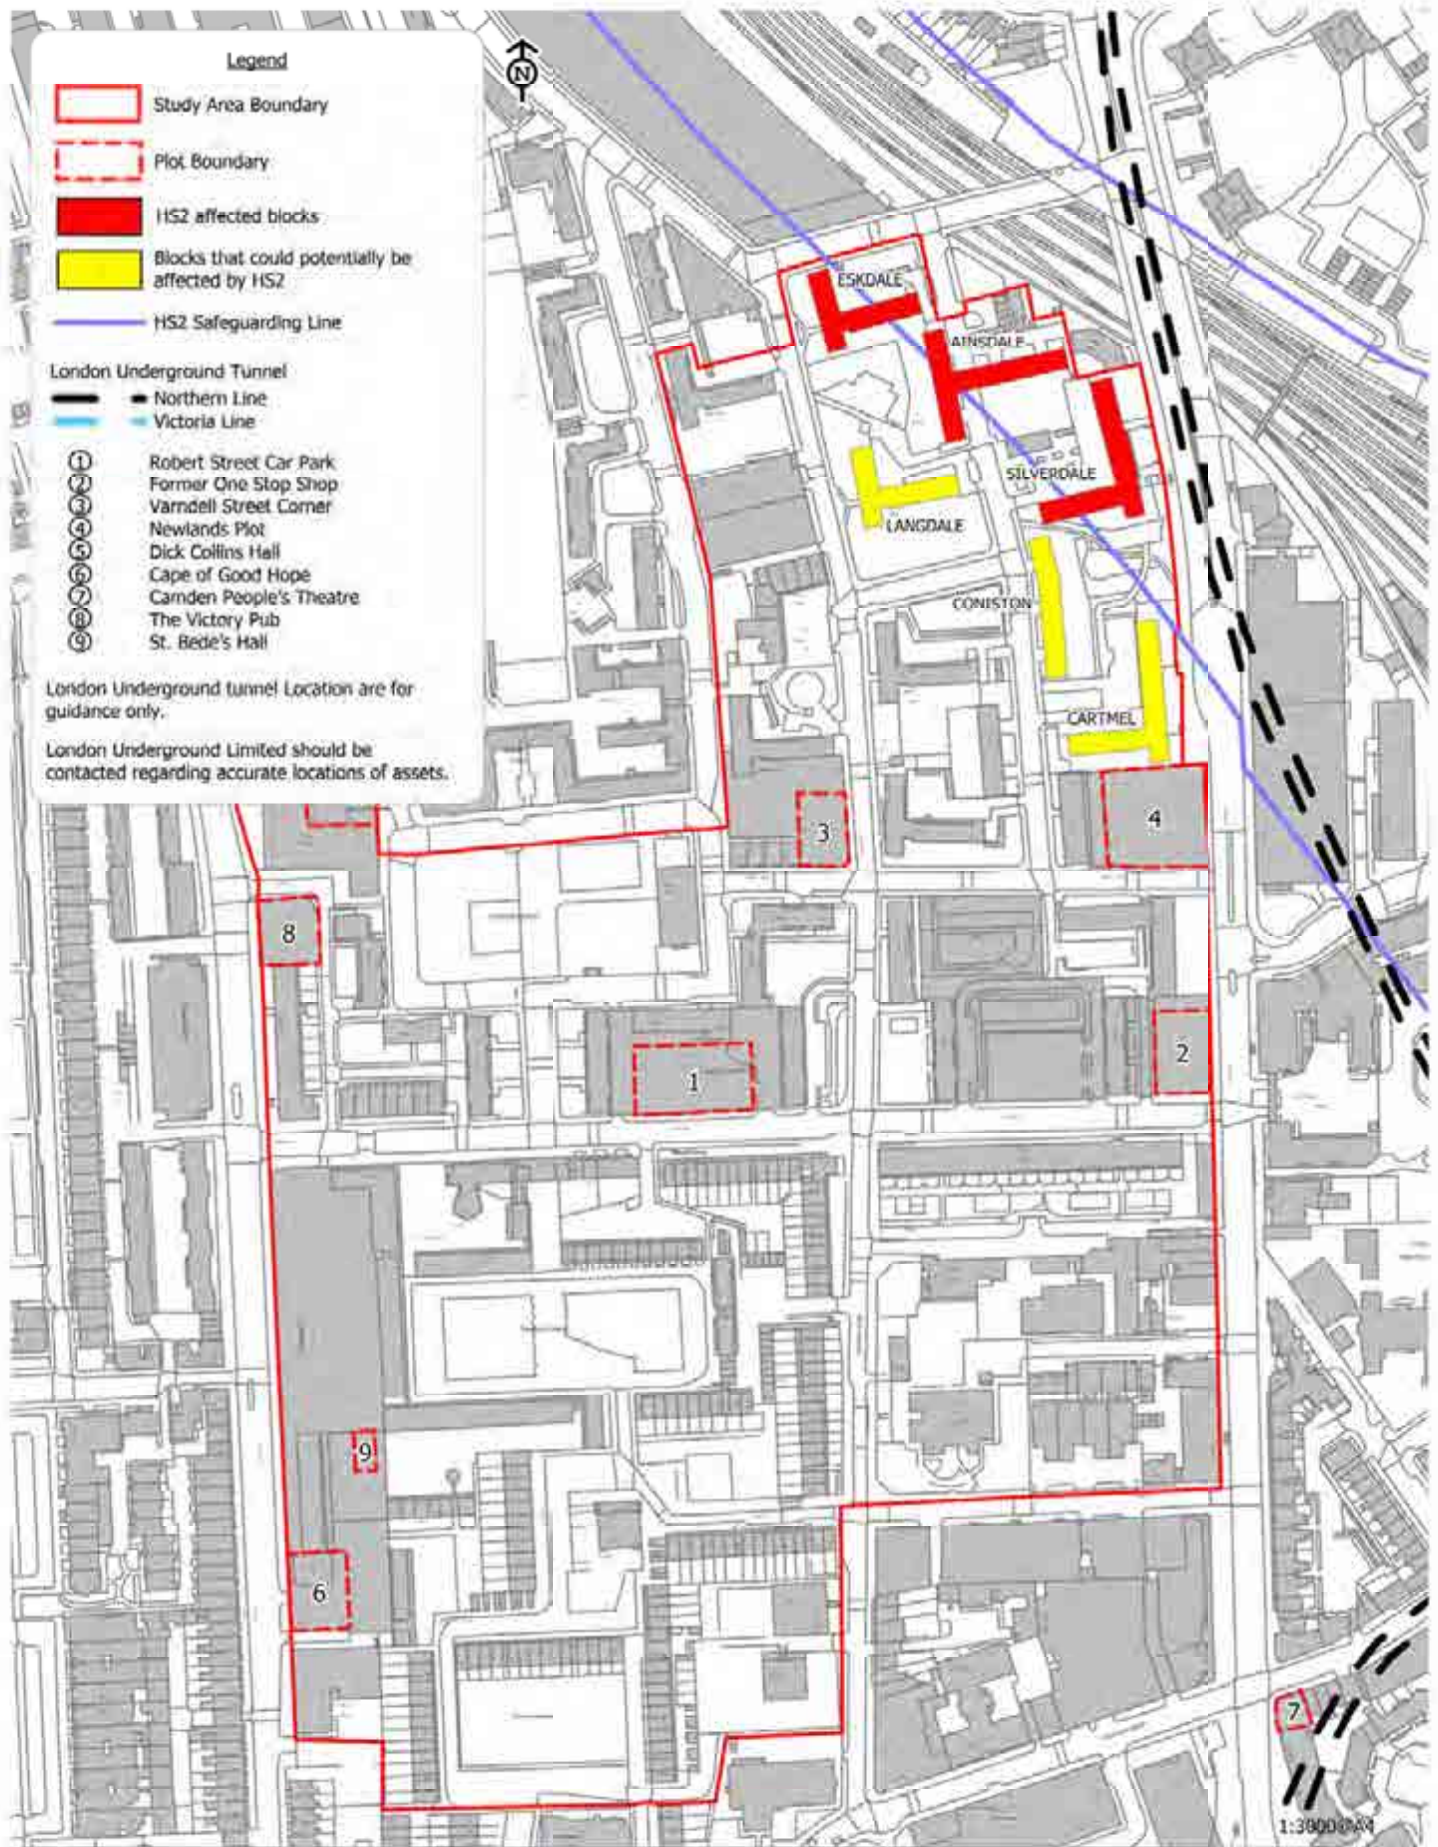 Legend
Study Area Boundary
Plot Boundary
HS2 affected blocks
Blocks that could potentially be
affected by HS2
HS2 Safeguarding Line
London Underground Tunnel
Northern Line
Victoria Line
① Robert Street Car Park
② Former One Stop Shop
③ Varndell Street Corner
④ Newlands Plot
⑤ Dick Collins Hall
⑥ Cape of Good Hope
⑦ Camden People's Theatre
⑧ The Victory Pub
⑨ St. Bede's Hall
London Underground tunnel Location are for
guidance only.
London Underground Limited should be
contacted regarding accurate locations of assets.
N
ESKDALE
AINSDALE
SILVERDALE
LANGDALE
CONISTON
CARTMEL
3
4
8
1
2
9
6
7
1:3000@A4